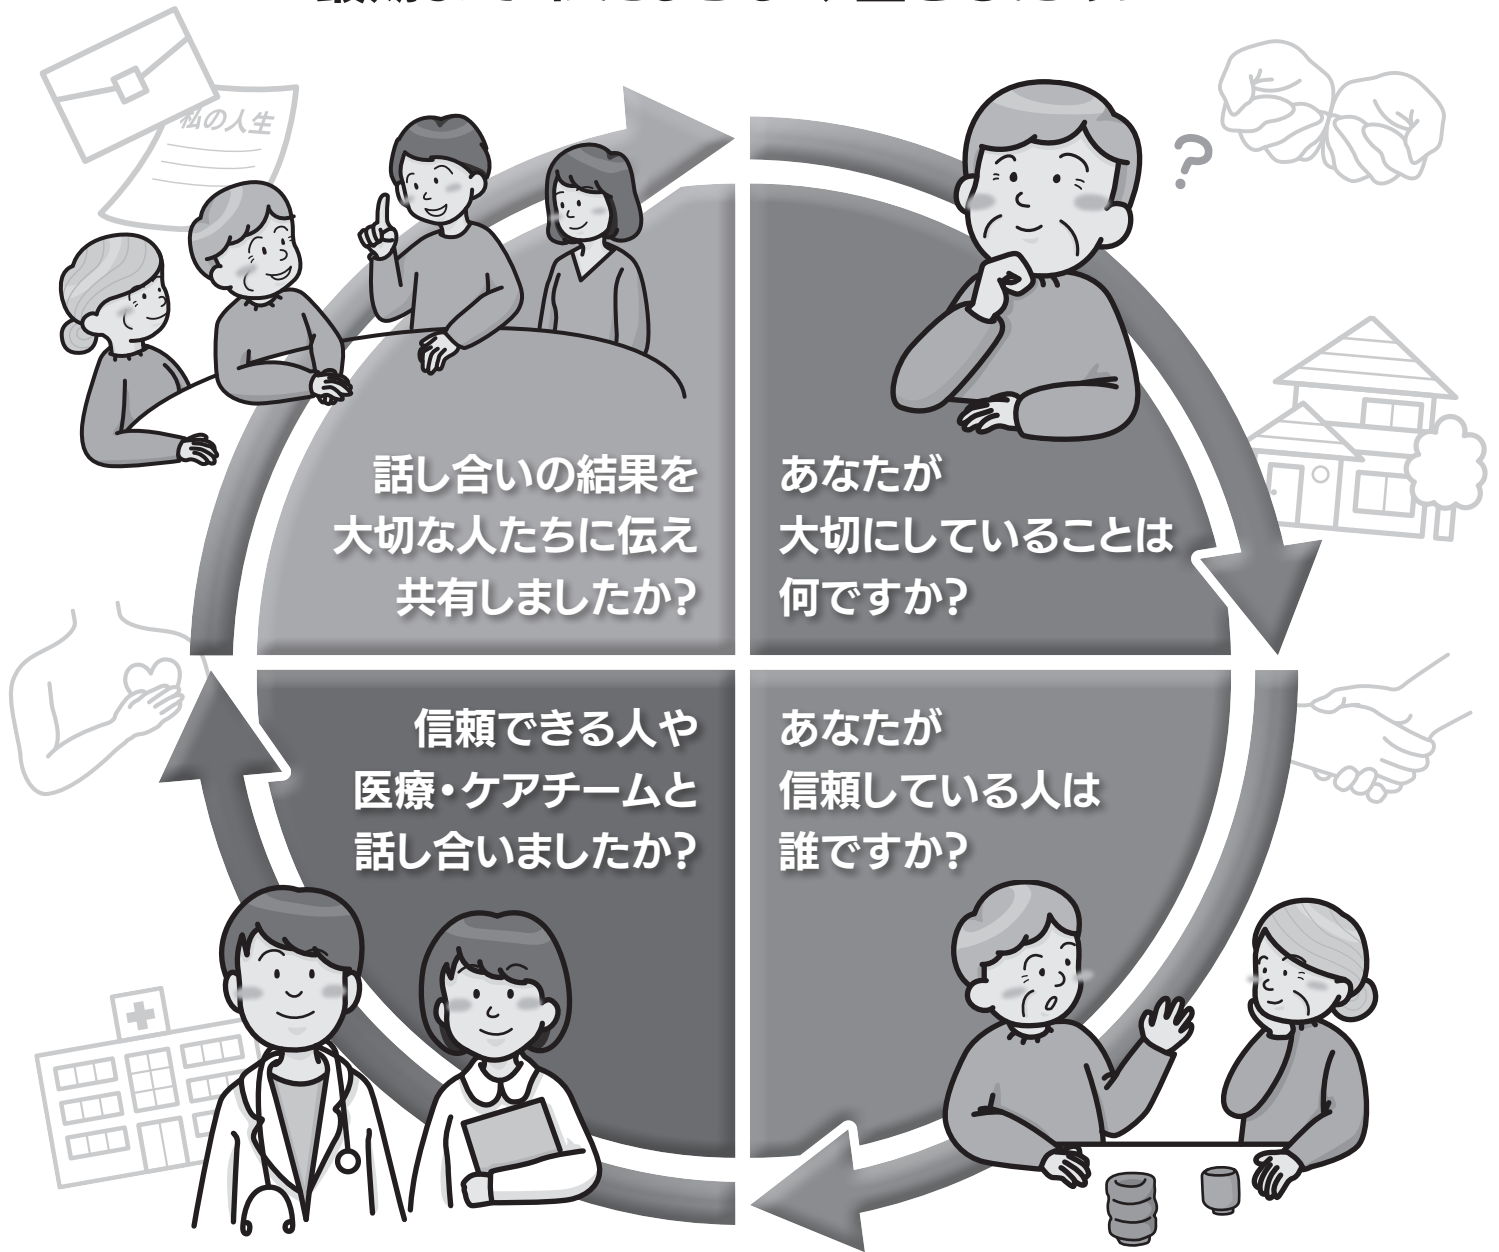 私の人生
あなたが
大切にしていることは
何ですか?
あなたが
信頼している人は
誰ですか?
信頼できる人や
医療・ケアチームと
話し合いましたか?
話し合いの結果を
大切な人たちに伝え
共有しましたか?